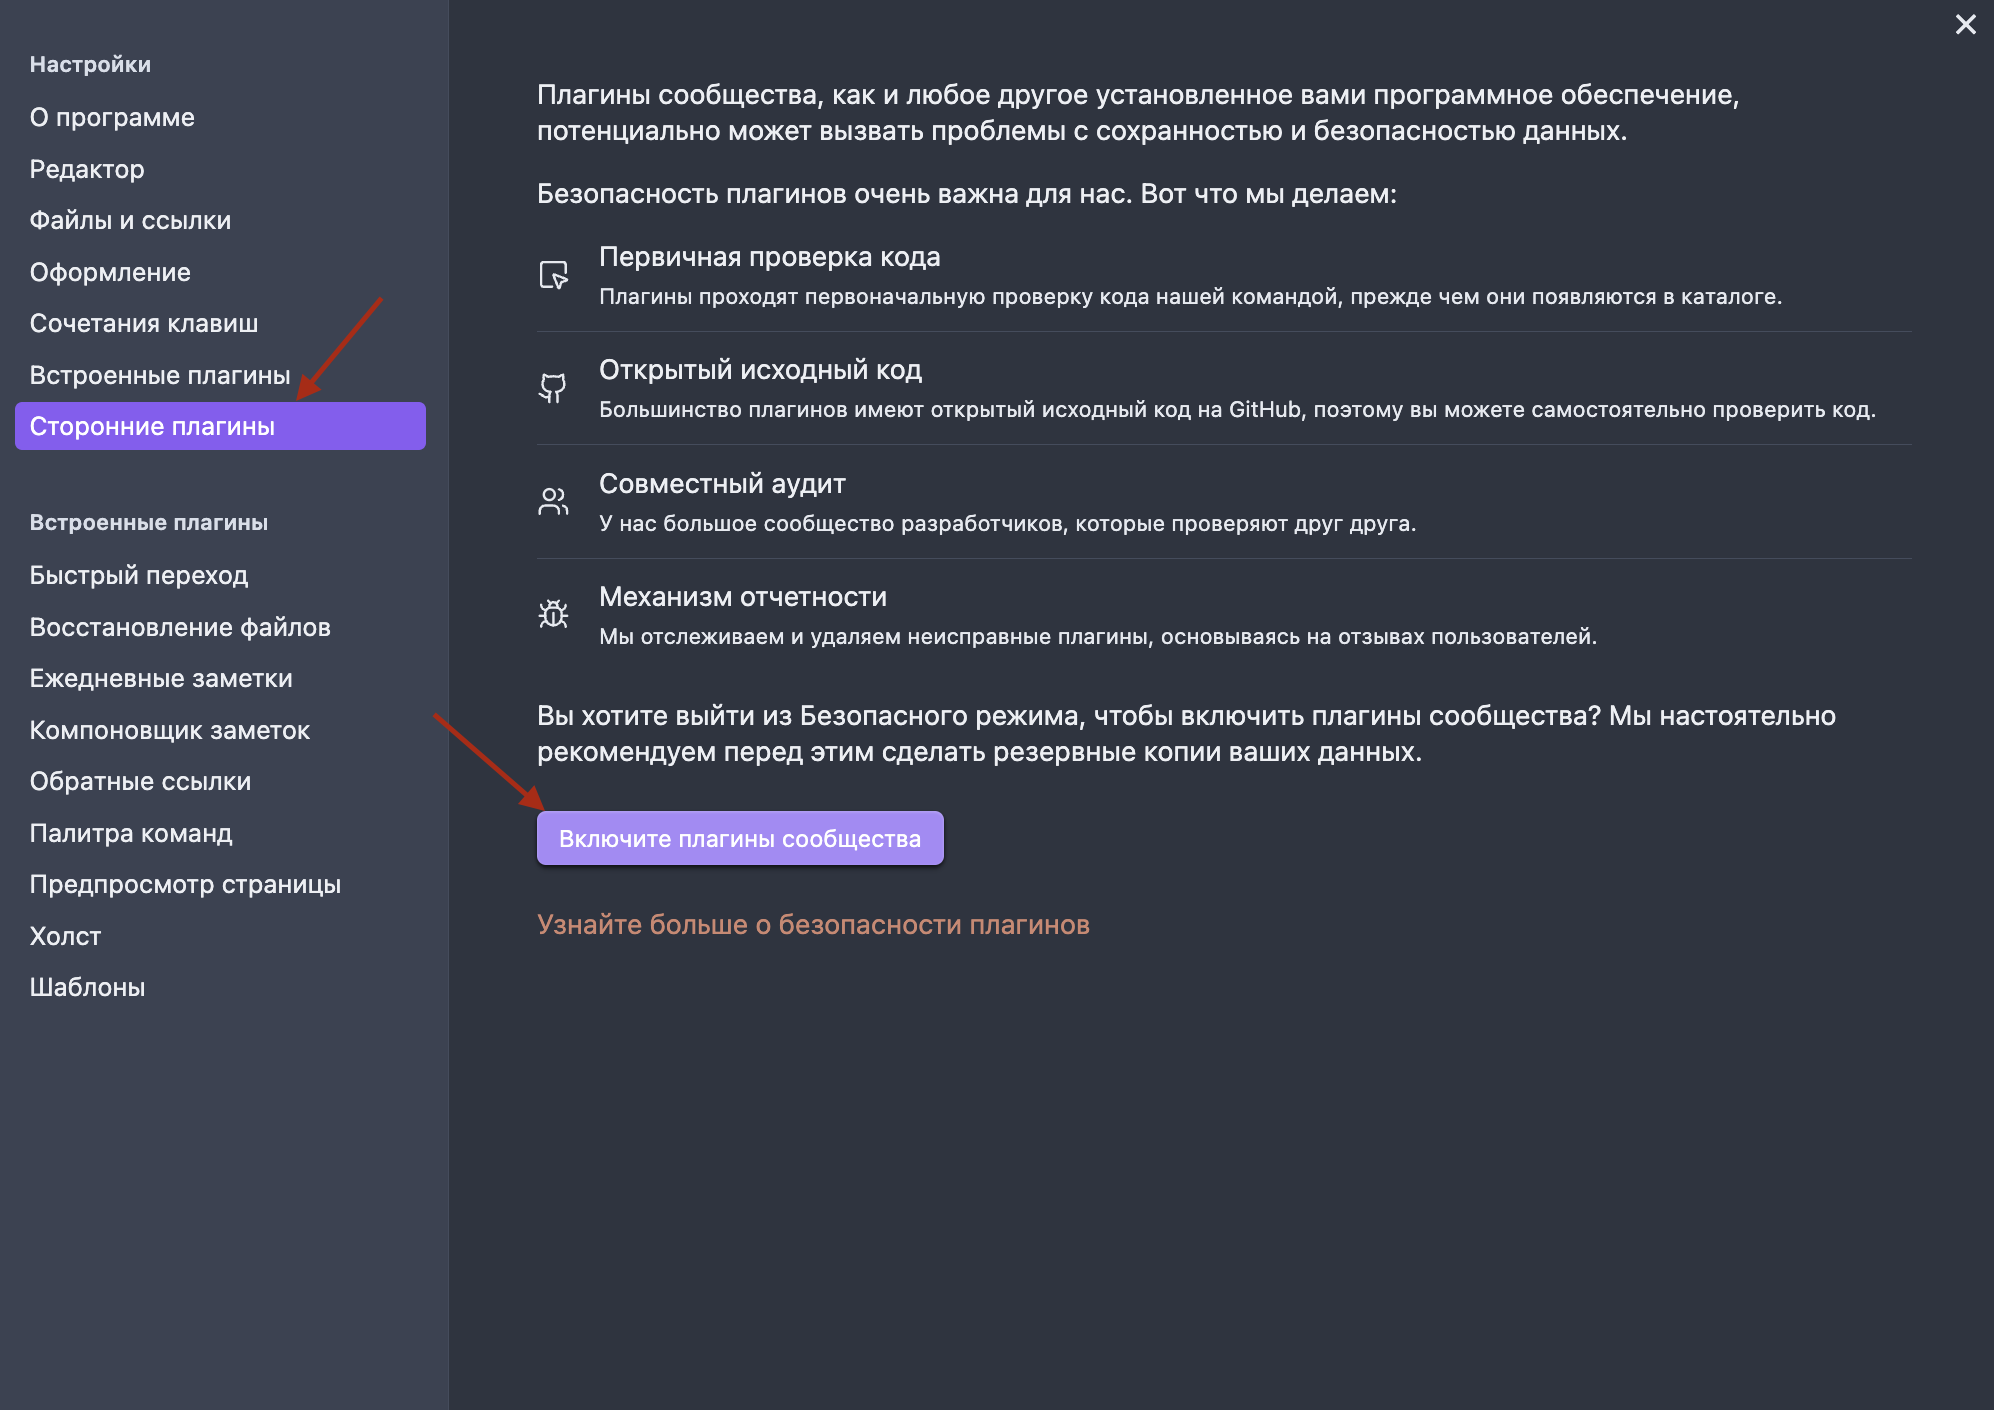 Настройки
О программе
Редактор
Файлы и ссылки
Оформление
Сочетания клавиш
Встроенные плагины
Сторонние плагины
Встроенные плагины
Быстрый переход
Восстановление файлов
Ежедневные заметки
Компоновщик заметок
Обратные ссылки
Палитра команд
Предпросмотр страницы
Холст
Шаблоны
Плагины сообщества, как и любое другое установленное вами программное обеспечение,
потенциально может вызвать проблемы с сохранностью и безопасностью данных.
Безопасность плагинов очень важна для нас. Вот что мы делаем:
Первичная проверка кода
Плагины проходят первоначальную проверку кода нашей командой, прежде чем они появляются в каталоге.
Открытый исходный код
Большинство плагинов имеют открытый исходный код на GitHub, поэтому вы можете самостоятельно проверить код.
Совместный аудит
У нас большое сообщество разработчиков, которые проверяют друг друга.
Механизм отчетности
Мы отслеживаем и удаляем неисправные плагины, основываясь на отзывах пользователей.
Вы хотите выйти из Безопасного режима, чтобы включить плагины сообщества? Мы настоятельно
рекомендуем перед этим сделать резервные копии ваших данных.
Включите плагины сообщества
Узнайте больше о безопасности плагинов